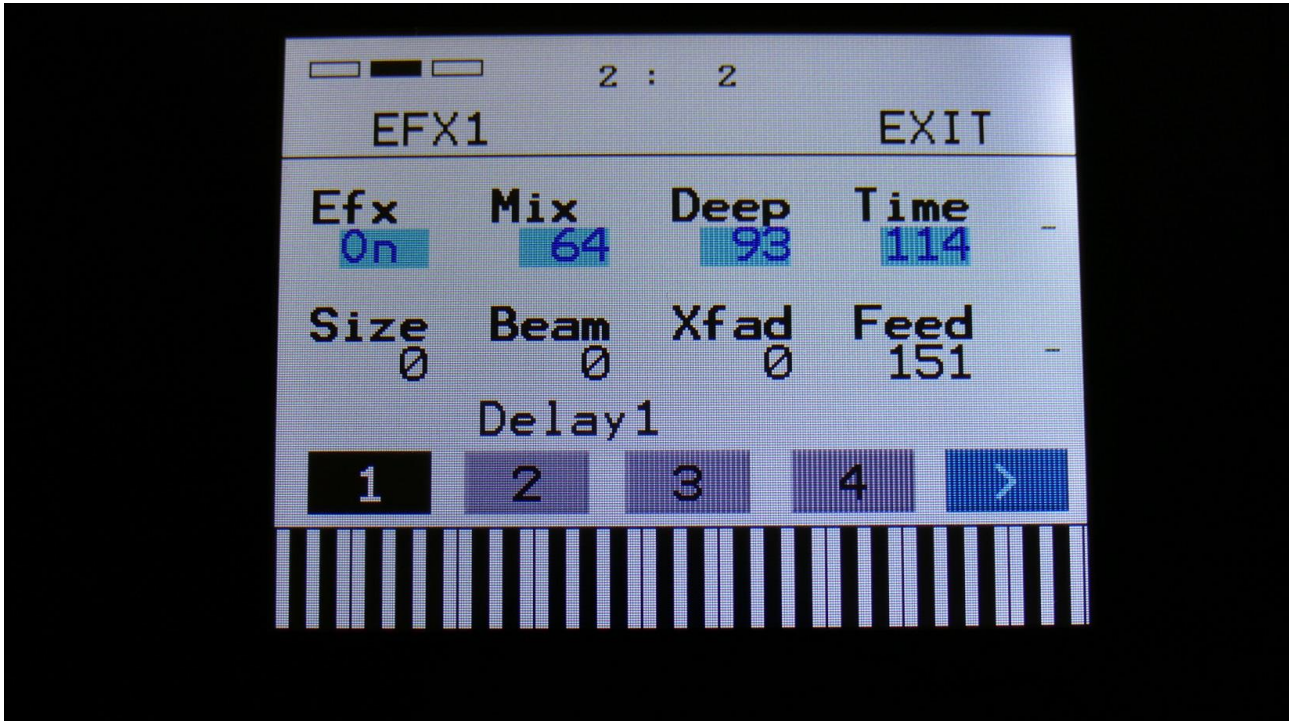 2 : 2
EFX1 EXIT
Efx Mix Deep Time
On 64 93 114
Size Beam Xfad Feed
0 0 0 151
Delay1
1 2 3 4 >